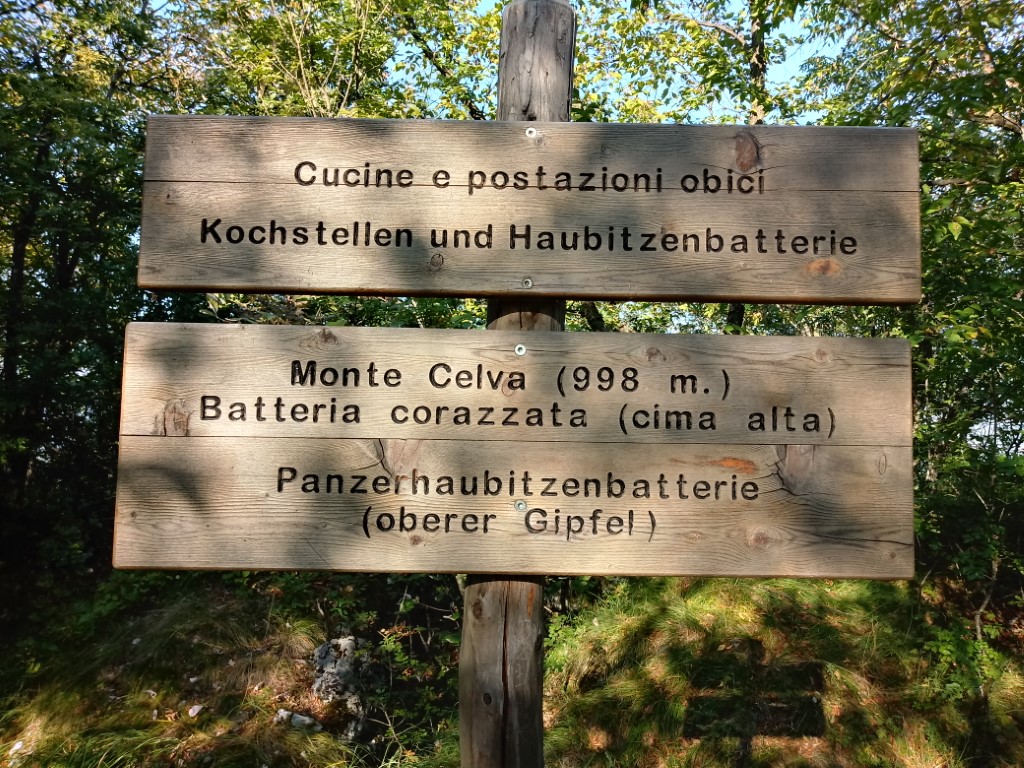 Cucine e postazioni obici
Kochstellen und Haubitzenbatterie
Monte Celva (998 m.)
Batteria corazzata (cima alta)
Panzerhaubitzenbatterie
(oberer Gipfel)